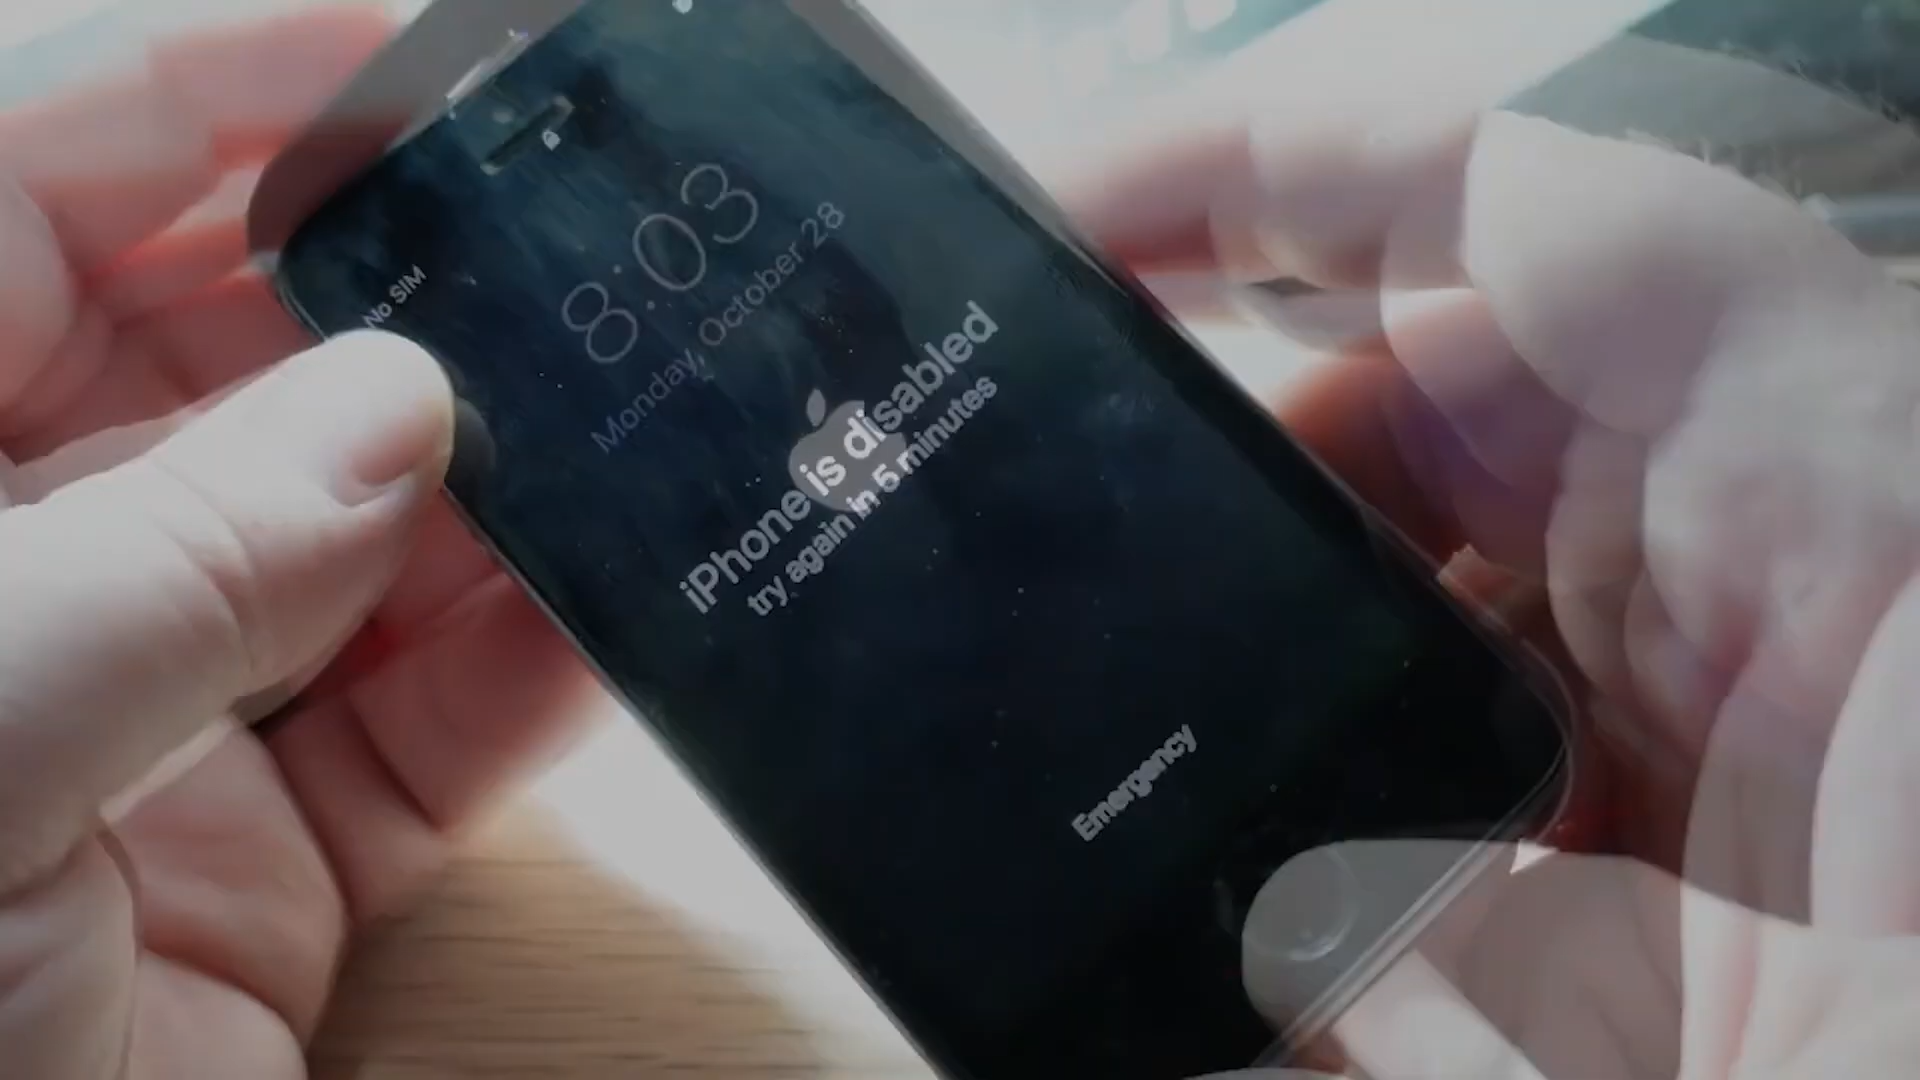 No SIM
8:03
Monday, October 28
iPhone is disabled
try again in 5 minutes
Emergency